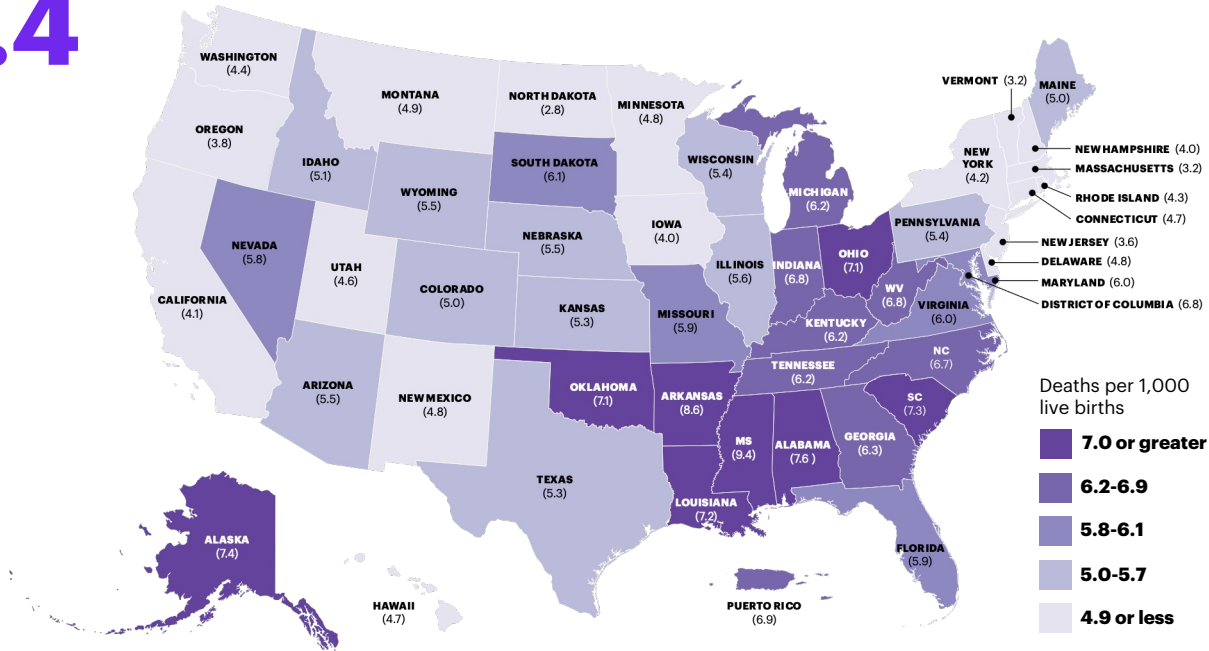 .4
WASHINGTON
(4.4)
OREGON
(3.8)
CALIFORNIA
(4.1)
IDAHO
(5.1)
NEVADA
(5.8)
MONTANA
(4.9)
WYOMING
(5.5)
UTAH
(4.6)
COLORADO
(5.0)
ARIZONA
(5.5)
NEW MEXICO
(4.8)
NORTH DAKOTA
(2.8)
SOUTH DAKOTA
(6.1)
NEBRASKA
(5.5)
KANSAS
(5.3)
OKLAHOMA
(7.1)
TEXAS
(5.3)
MINNESOTA
(4.8)
IOWA
(4.0)
MISSOURI
(5.9)
ARKANSAS
(8.6)
LOUISIANA
(7.2)
WISCONSIN
(5.4)
ILLINOIS
(5.6)
MICHIGAN
(6.2)
INDIANA
(6.8)
OHIO
(7.1)
KENTUCKY
(6.2)
TENNESSEE
(6.2)
MS
(9.4)
ALABAMA
(7.6 )
GEORGIA
(6.3)
FLORIDA
(5.9)
SC
(7.3)
NC
(6.7)
VIRGINIA
(6.0)
WV
(6.8)
PENNSYLVANIA
(5.4)
NEW
YORK
(4.2)
VERMONT (3.2)
MAINE
(5.0)
NEW HAMPSHIRE (4.0)
MASSACHUSETTS (3.2)
RHODE ISLAND (4.3)
CONNECTICUT (4.7)
NEW JERSEY (3.6)
DELAWARE (4.8)
MARYLAND (6.0)
DISTRICT OF COLUMBIA (6.8)
ALASKA
(7.4)
HAWAII
(4.7)
PUERTO RICO
(6.9)
Deaths per 1,000
live births
7.0 or greater
6.2-6.9
5.8-6.1
5.0-5.7
4.9 or less